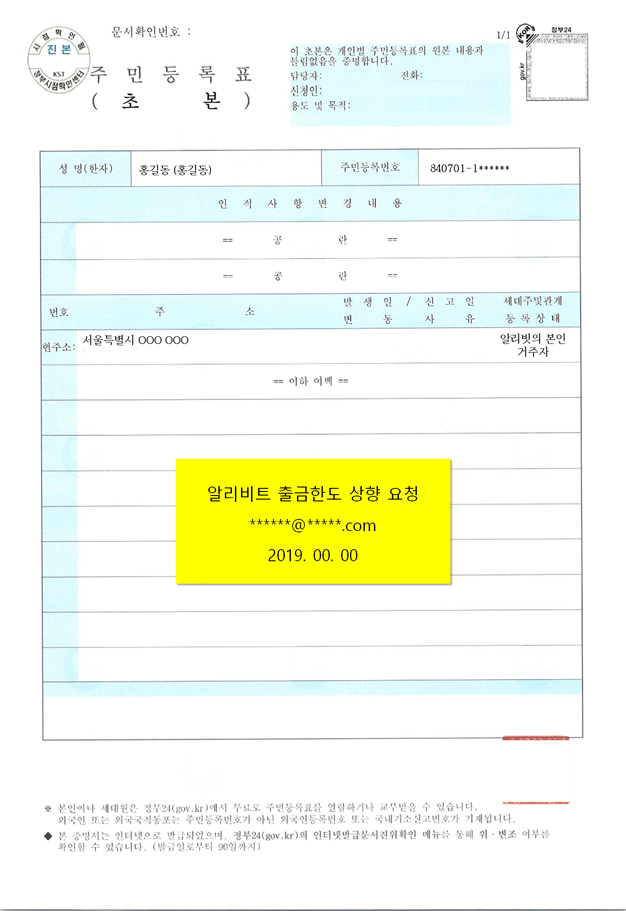 문서확인번호 :
1/1
정부24
gov.kr
시 점 확 인 필
진본
KST
정부시점확인센터
주 민 등 록 표
( 초 본 )
이 초본은 개인별 주민등록표의 원본 내용과
틀림없음을 증명합니다.
담당자: 전화:
신청인:
용도 및 목적:
성 명(한자) 홍길동 (홍길동) 주민등록번호 840701-1******
인 적 사 항 변 경 내 용
== 공 란 ==
== 공 란 ==
번호 주 소 발 생 일 / 신 고 일 세대주및관계
변 동 사 유 등 록 상 태
현주소: 서울특별시 OOO OOO 알리빗의 본인
거주자
== 이하 여백 ==
알리비트 출금한도 상향 요청
******@*****.com
2019. 00. 00
※ 본인이나 세대원은 정부24(gov.kr)에서 무료로 주민등록표를 열람하거나 교부받을 수 있습니다.
외국인 또는 외국국적동포는 주민등록번호가 아닌 외국인등록번호 또는 국내거소신고번호가 기재됩니다.
◆ 본 증명서는 인터넷으로 발급되었으며, 정부24(gov.kr)의 인터넷발급문서진위확인 메뉴를 통해 위·변조 여부를
확인할 수 있습니다. (발급일로부터 90일까지)